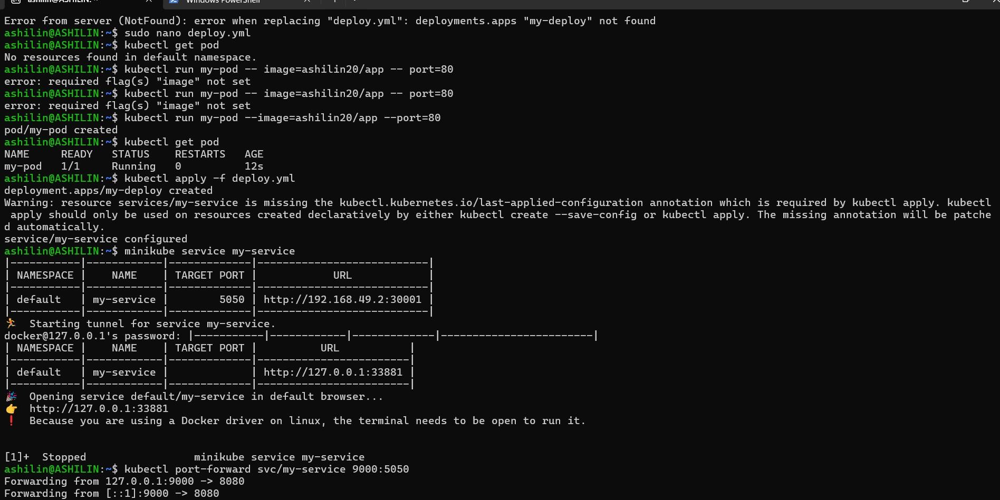 ashilin@ASHILIN: ~
Windows PowerShell
Error from server (NotFound): error when replacing "deploy.yml": deployments.apps "my-deploy" not found
ashilin@ASHILIN:~$ sudo nano deploy.yml
ashilin@ASHILIN:~$ kubectl get pod
No resources found in default namespace.
ashilin@ASHILIN:~$ kubectl run my-pod -- image=ashilin20/app -- port=80
error: required flag(s) "image" not set
ashilin@ASHILIN:~$ kubectl run my-pod -- image=ashilin20/app -- port=80
error: required flag(s) "image" not set
ashilin@ASHILIN:~$ kubectl run my-pod --image=ashilin20/app --port=80
pod/my-pod created
ashilin@ASHILIN:~$ kubectl get pod
NAME     READY   STATUS    RESTARTS   AGE
my-pod   1/1     Running   0          12s
ashilin@ASHILIN:~$ kubectl apply -f deploy.yml
deployment.apps/my-deploy created
Warning: resource services/my-service is missing the kubectl.kubernetes.io/last-applied-configuration annotation which is required by kubectl apply. kubectl
 apply should only be used on resources created declaratively by either kubectl create --save-config or kubectl apply. The missing annotation will be patche
d automatically.
service/my-service configured
ashilin@ASHILIN:~$ minikube service my-service
|-----------|------------|-------------|---------------------------|
| NAMESPACE |    NAME    | TARGET PORT |            URL            |
|-----------|------------|-------------|---------------------------|
| default   | my-service |        5050 | http://192.168.49.2:30001 |
|-----------|------------|-------------|---------------------------|
🏃  Starting tunnel for service my-service.
docker@127.0.0.1's password: |-----------|------------|-------------|------------------------|
| NAMESPACE |    NAME    | TARGET PORT |          URL           |
|-----------|------------|-------------|------------------------|
| default   | my-service |             | http://127.0.0.1:33881 |
|-----------|------------|-------------|------------------------|
🎉  Opening service default/my-service in default browser...
👉  http://127.0.0.1:33881
❗  Because you are using a Docker driver on linux, the terminal needs to be open to run it.
[1]+  Stopped                 minikube service my-service
ashilin@ASHILIN:~$ kubectl port-forward svc/my-service 9000:5050
Forwarding from 127.0.0.1:9000 -> 8080
Forwarding from [::1]:9000 -> 8080